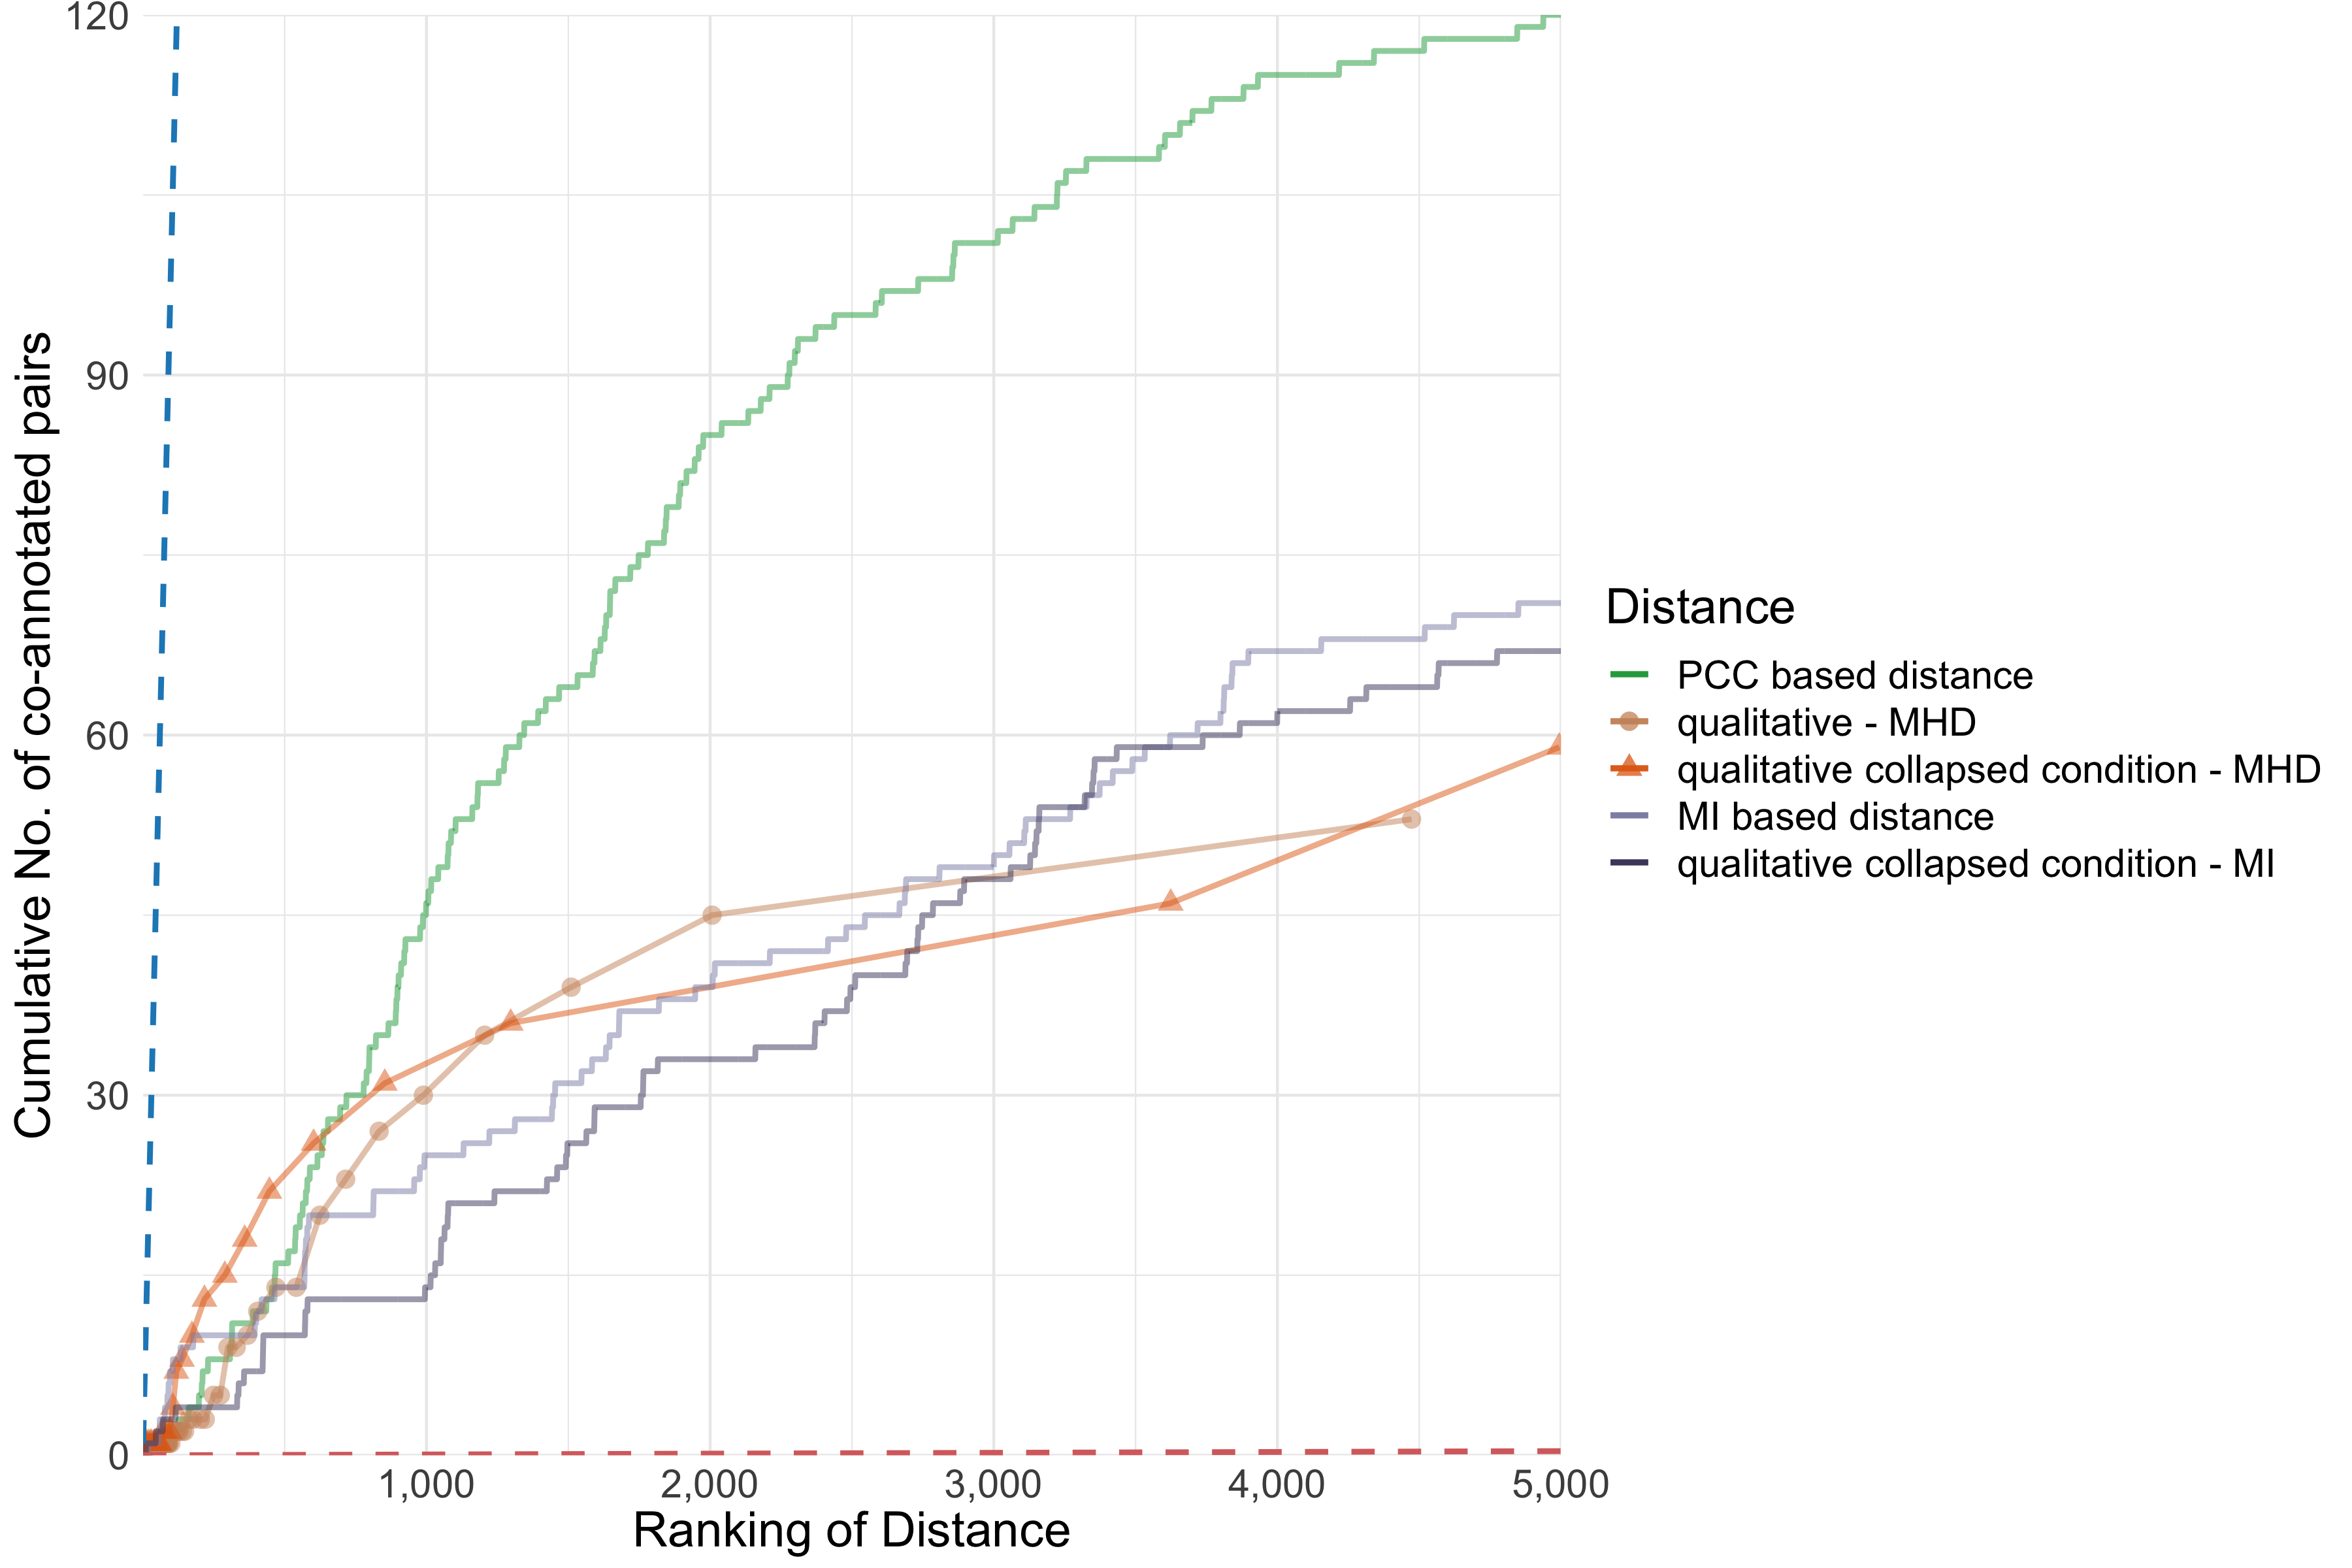 Cumulative No. of co-annotated pairs
120
90
60
30
0
1,000
2,000
3,000
4,000
5,000
Ranking of Distance
Distance
PCC based distance
qualitative - MHD
qualitative collapsed condition - MHD
MI based distance
qualitative collapsed condition - MI